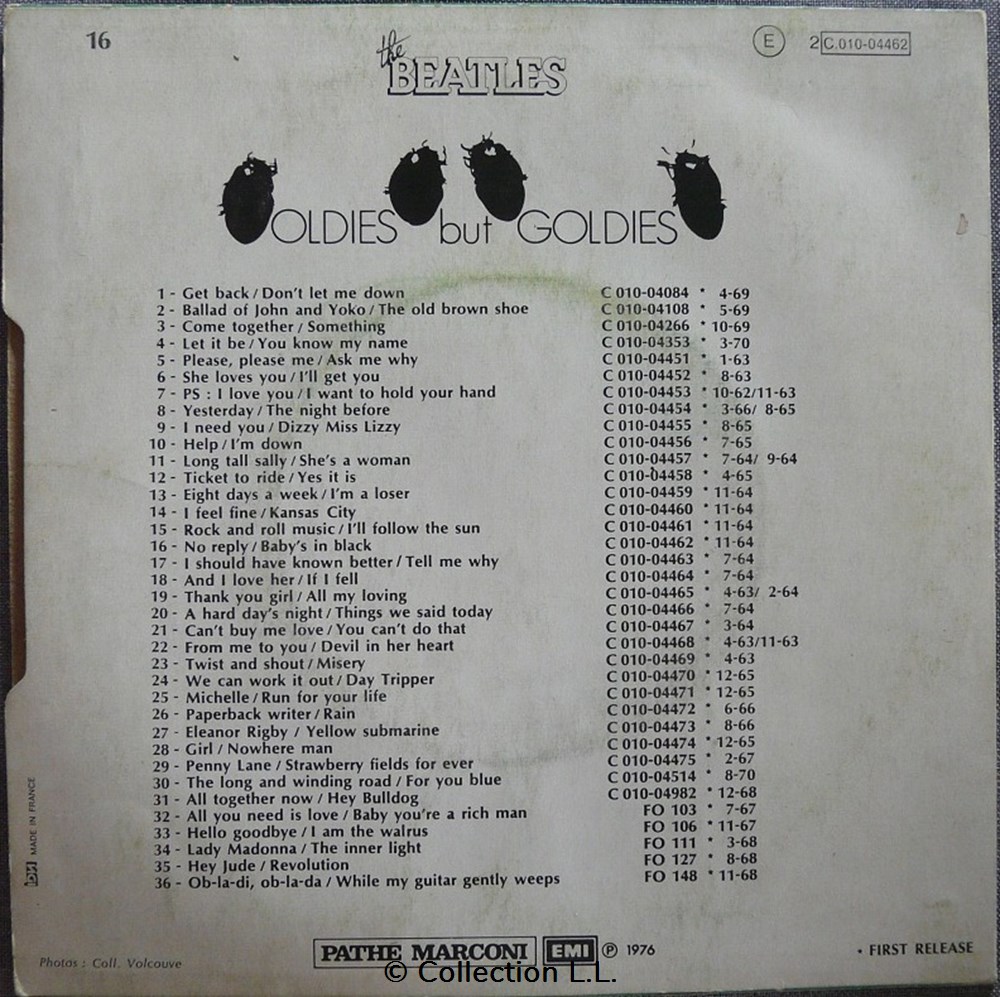 16
E 2 C.010-04462
the BEATLES
OLDIES but GOLDIES
1 - Get back / Don't let me down C 010-04084 * 4-69
2 - Ballad of John and Yoko / The old brown shoe C 010-04108 * 5-69
3 - Come together / Something C 010-04266 * 10-69
4 - Let it be / You know my name C 010-04353 * 3-70
5 - Please, please me / Ask me why C 010-04451 * 1-63
6 - She loves you / I'll get you C 010-04452 * 8-63
7 - PS : I love you / I want to hold your hand C 010-04453 * 10-62/11-63
8 - Yesterday / The night before C 010-04454 * 3-66/ 8-65
9 - I need you / Dizzy Miss Lizzy C 010-04455 * 8-65
10 - Help / I'm down C 010-04456 * 7-65
11 - Long tall sally / She's a woman C 010-04457 * 7-64/ 9-64
12 - Ticket to ride / Yes it is C 010-04458 * 4-65
13 - Eight days a week / I'm a loser C 010-04459 * 11-64
14 - I feel fine / Kansas City C 010-04460 * 11-64
15 - Rock and roll music / I'll follow the sun C 010-04461 * 11-64
16 - No reply / Baby's in black C 010-04462 * 11-64
17 - I should have known better / Tell me why C 010-04463 * 7-64
18 - And I love her / If I fell C 010-04464 * 7-64
19 - Thank you girl / All my loving C 010-04465 * 4-63/ 2-64
20 - A hard day's night / Things we said today C 010-04466 * 7-64
21 - Can't buy me love / You can't do that C 010-04467 * 3-64
22 - From me to you / Devil in her heart C 010-04468 * 4-63/11-63
23 - Twist and shout / Misery C 010-04469 * 4-63
24 - We can work it out / Day Tripper C 010-04470 * 12-65
25 - Michelle / Run for your life C 010-04471 * 12-65
26 - Paperback writer / Rain C 010-04472 * 6-66
27 - Eleanor Rigby / Yellow submarine C 010-04473 * 8-66
28 - Girl / Nowhere man C 010-04474 * 12-65
29 - Penny Lane / Strawberry fields for ever C 010-04475 * 2-67
30 - The long and winding road / For you blue C 010-04514 * 8-70
31 - All together now / Hey Bulldog C 010-04982 * 12-68
32 - All you need is love / Baby you're a rich man FO 103 * 7-67
33 - Hello goodbye / I am the walrus FO 106 * 11-67
34 - Lady Madonna / The inner light FO 111 * 3-68
35 - Hey Jude / Revolution FO 127 * 8-68
36 - Ob-la-di, ob-la-da / While my guitar gently weeps FO 148 * 11-68
MADE IN FRANCE
Photos : Coll. Volcouve
PATHE MARCONI EMI ℗ 1976
* FIRST RELEASE
© Collection L.L.